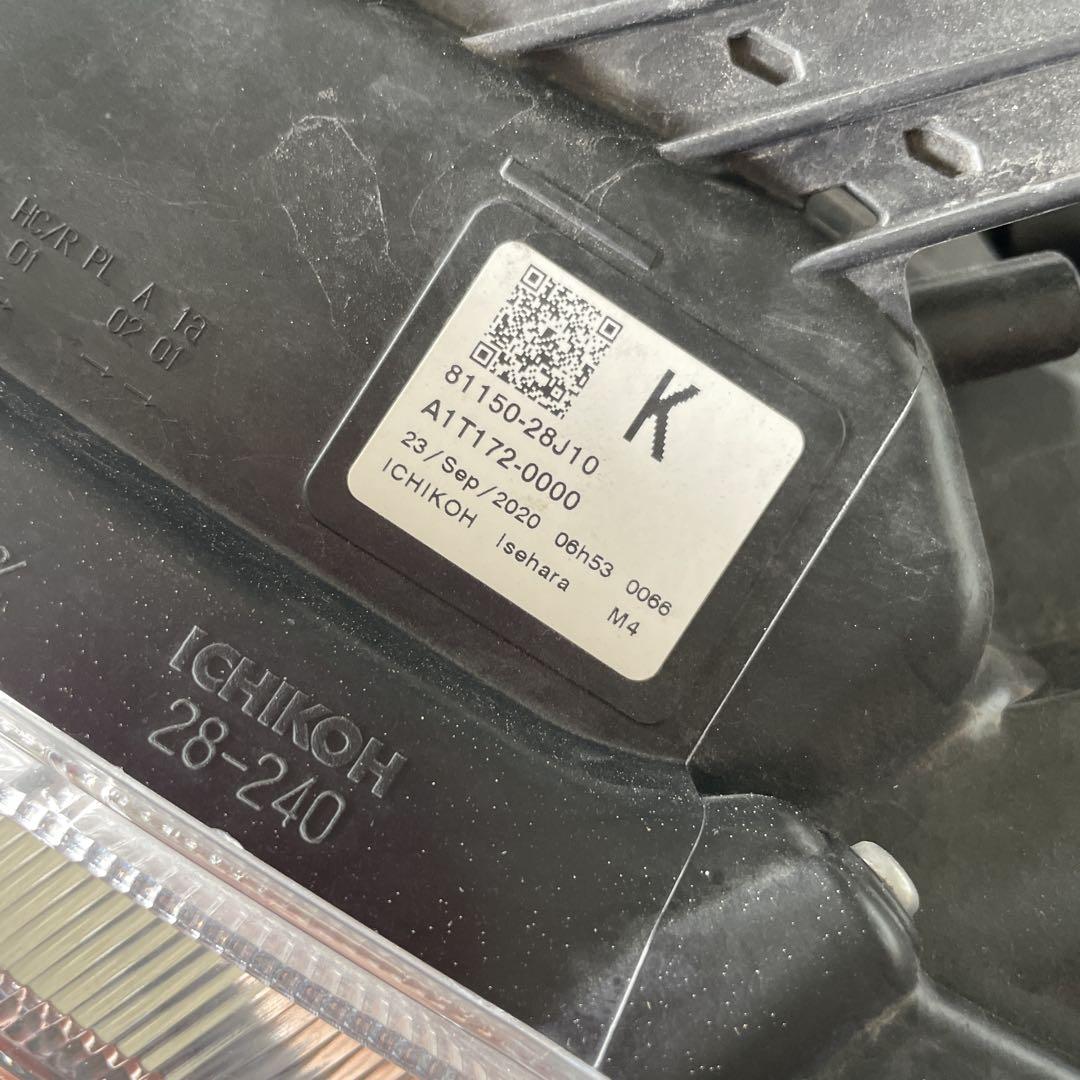 HC/R PL A 1a
01 02 01
K
81150-28J10
A1T172-0000
23/Sep/2020 06h53 0066
ICHIKOH Isehara M4
ICHIKOH
28-240